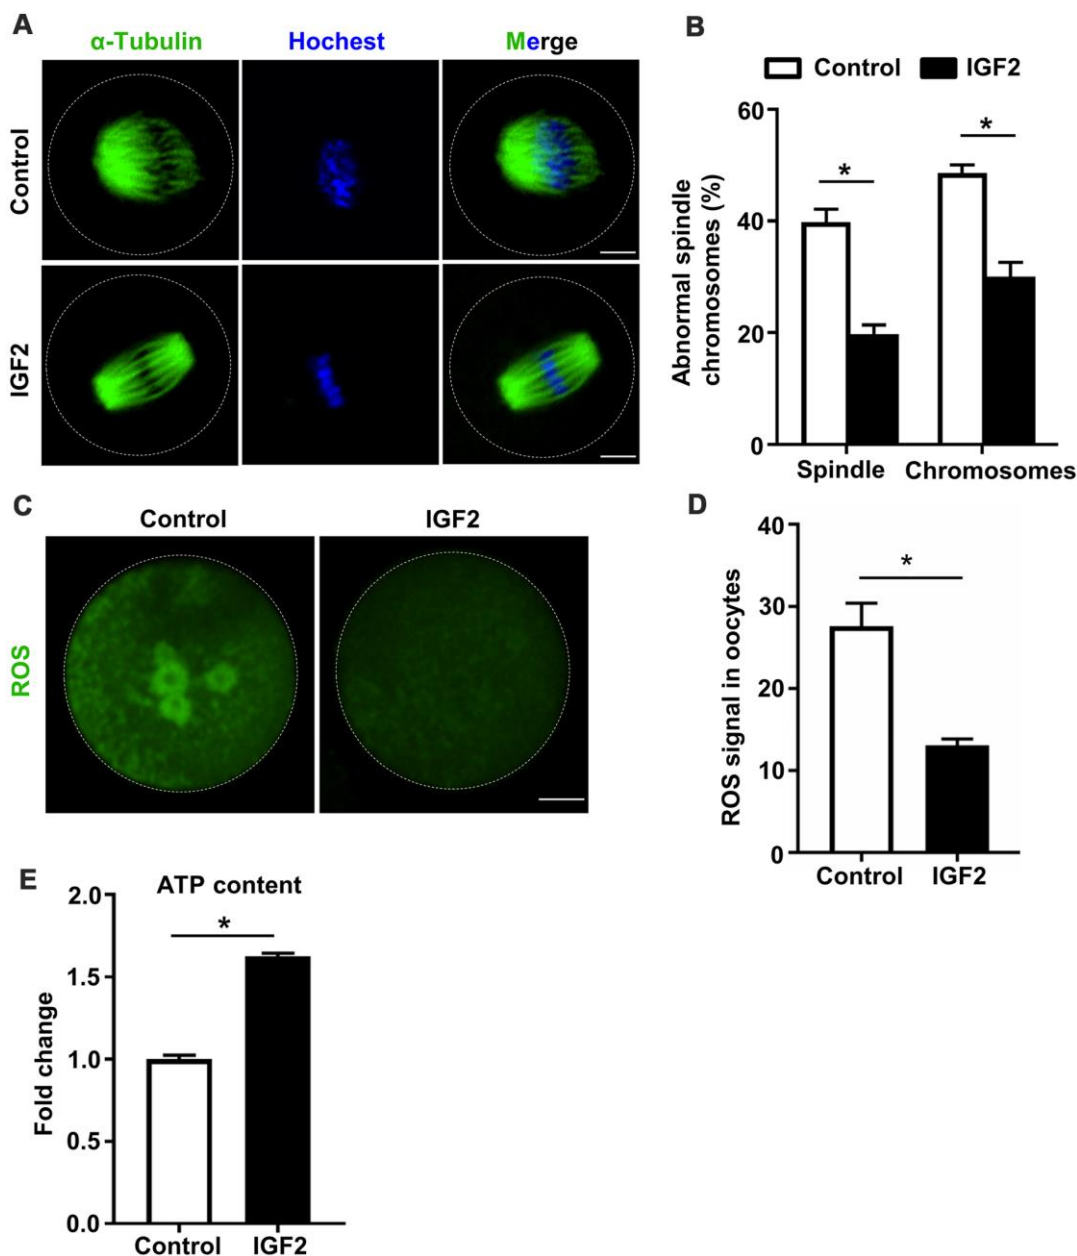 A
α-Tubulin Hochest Merge
Control
IGF2
B
Control IGF2
Abnormal spindle
chromosomes (%)
60
40
20
0
* *
Spindle Chromosomes
C
Control IGF2
ROS
D
ROS signal in oocytes
40
30
20
10
0
*
Control IGF2
E
ATP content
Fold change
2.0
1.5
1.0
0.5
0.0
*
Control IGF2